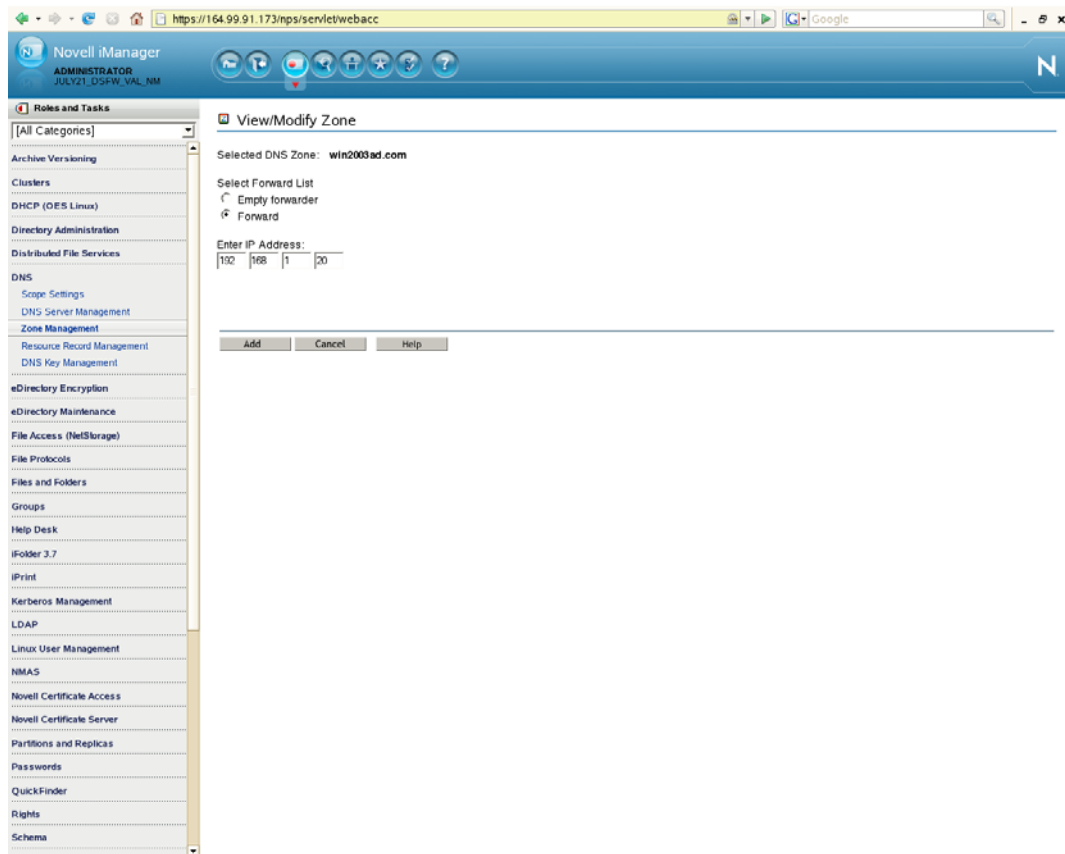 https://164.99.91.173/nps/servlet/webacc
G Google
N
Novell iManager
ADMINISTRATOR
JULY21_DSFW_VAL_NM
?
N
Roles and Tasks
[All Categories]
Archive Versioning
Clusters
DHCP (OES Linux)
Directory Administration
Distributed File Services
DNS
Scope Settings
DNS Server Management
Zone Management
Resource Record Management
DNS Key Management
eDirectory Encryption
eDirectory Maintenance
File Access (NetStorage)
File Protocols
Files and Folders
Groups
Help Desk
iFolder 3.7
iPrint
Kerberos Management
LDAP
Linux User Management
NMAS
Novell Certificate Access
Novell Certificate Server
Partitions and Replicas
Passwords
QuickFinder
Rights
Schema
View/Modify Zone
Selected DNS Zone: win2003ad.com
Select Forward List
Empty forwarder
Forward
Enter IP Address:
192 168 1 20
Add Cancel Help